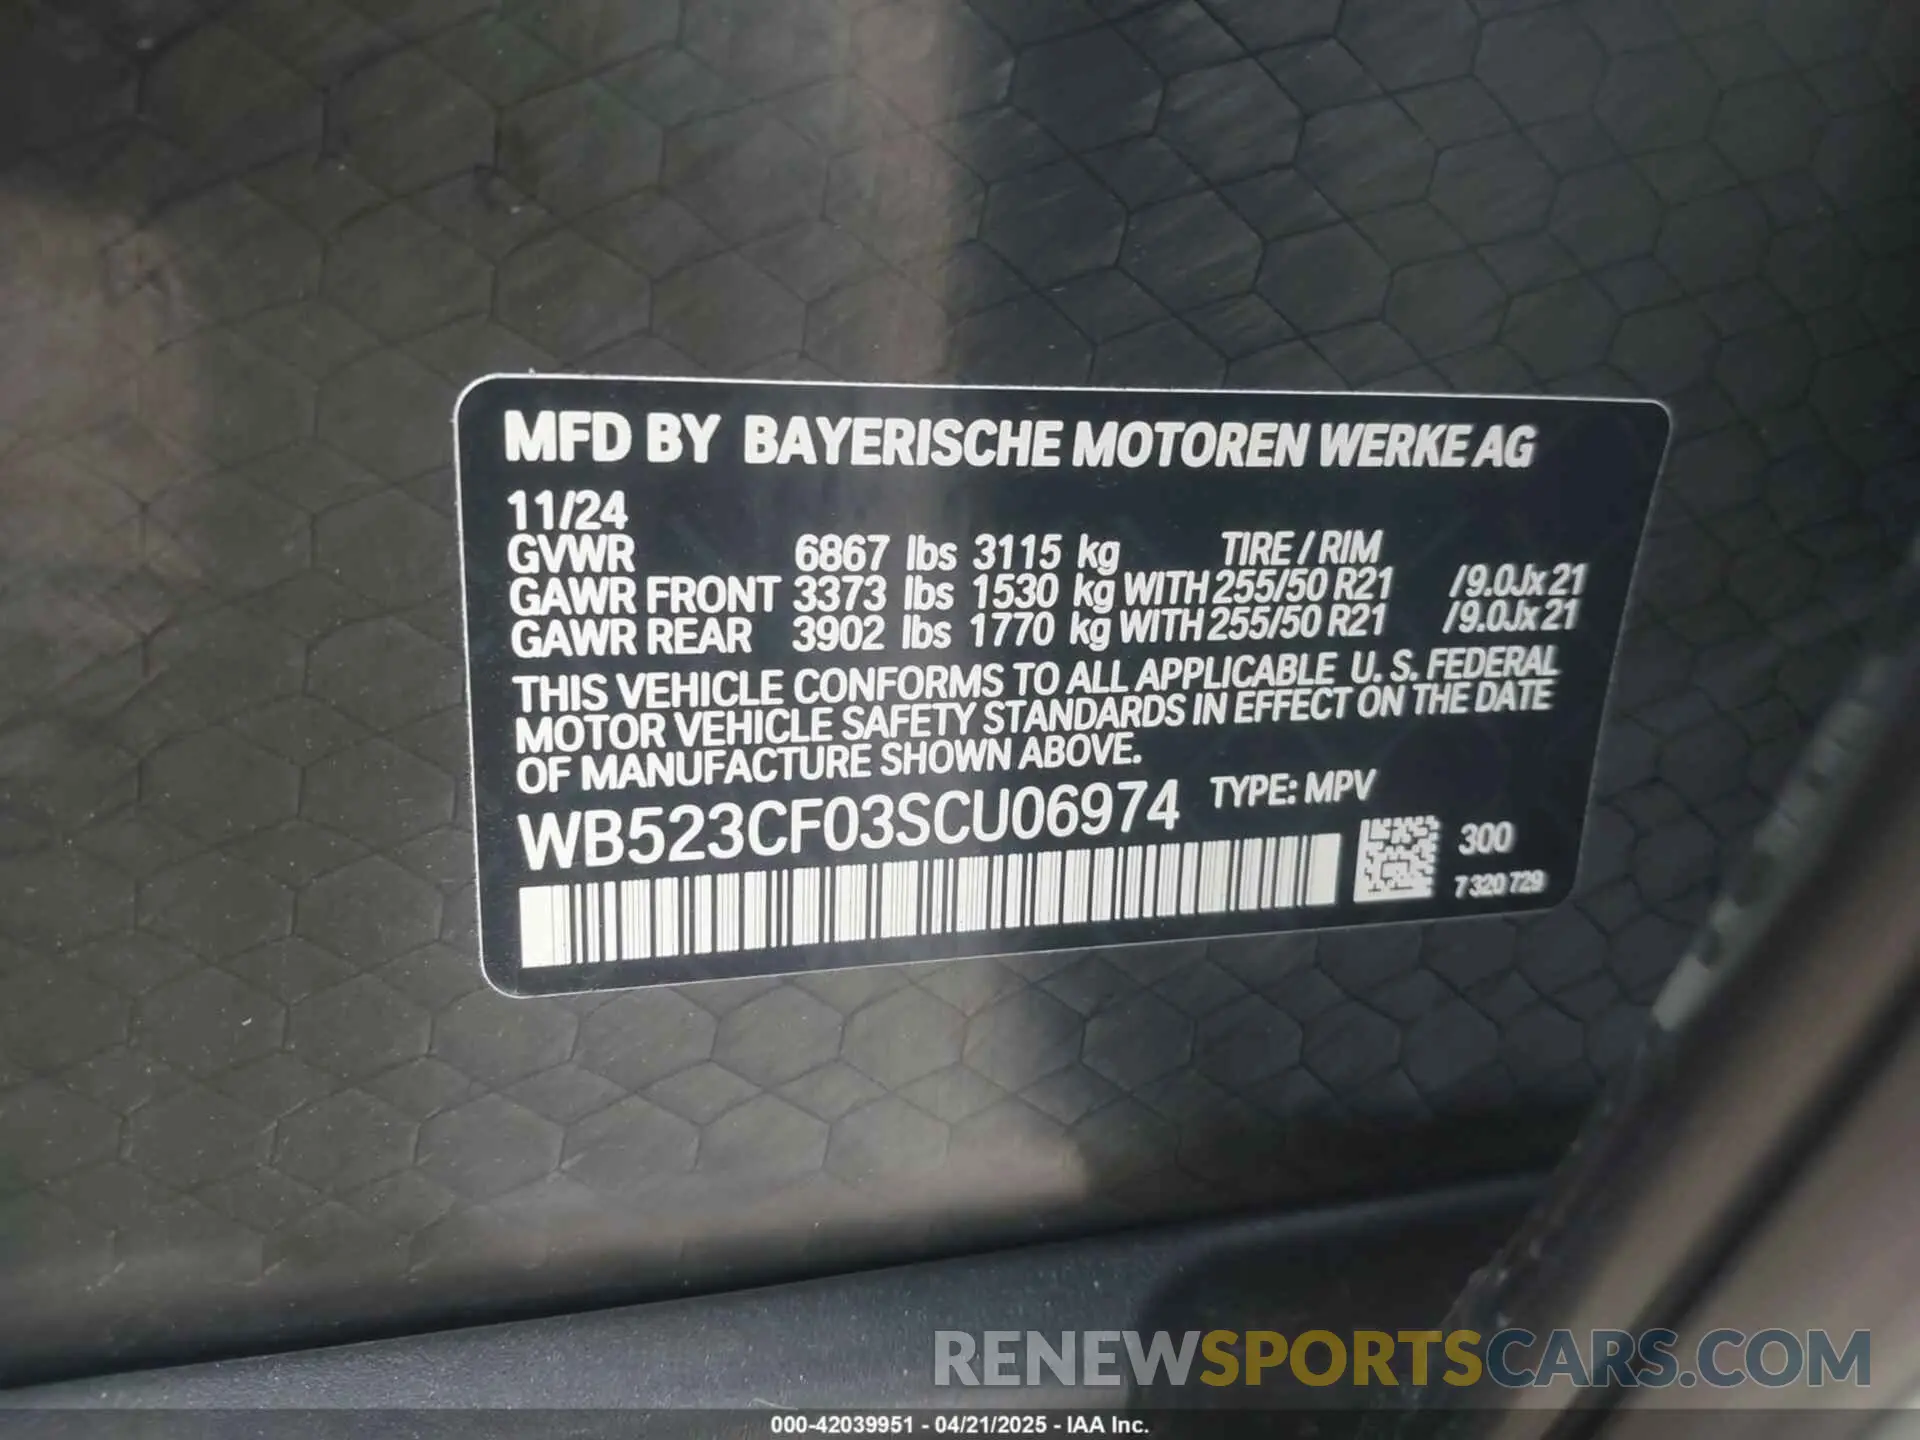 MFD BY BAYERISCHE MOTOREN WERKE AG
11/24
GVWR 6867 lbs 3115 kg TIRE / RIM
GAWR FRONT 3373 lbs 1530 kg WITH 255/50 R21 /9.0Jx21
GAWR REAR 3902 lbs 1770 kg WITH 255/50 R21 /9.0Jx21
THIS VEHICLE CONFORMS TO ALL APPLICABLE U. S. FEDERAL
MOTOR VEHICLE SAFETY STANDARDS IN EFFECT ON THE DATE
OF MANUFACTURE SHOWN ABOVE.
WB523CF03SCU06974 TYPE: MPV
300
7 320 729
RENEWSPORTSCARS.COM
000-42039951 - 04/21/2025 - IAA Inc.